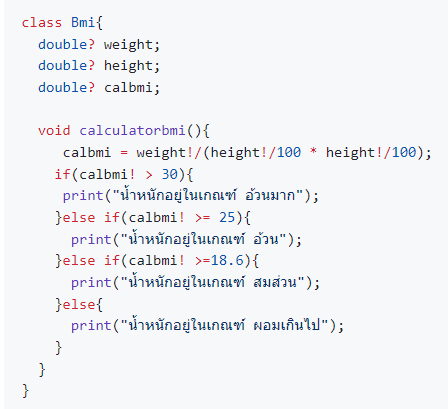 class Bmi{
  double? weight;
  double? height;
  double? calbmi;

  void calculatorbmi(){
     calbmi = weight!/(height!/100 * height!/100);
    if(calbmi! > 30){
     print("น้ำหนักอยู่ในเกณฑ์ อ้วนมาก");
    }else if(calbmi! >= 25){
      print("น้ำหนักอยู่ในเกณฑ์ อ้วน");
    }else if(calbmi! >=18.6){
      print("น้ำหนักอยู่ในเกณฑ์ สมส่วน");
    }else{
      print("น้ำหนักอยู่ในเกณฑ์ ผอมเกินไป");
    }
  }
}